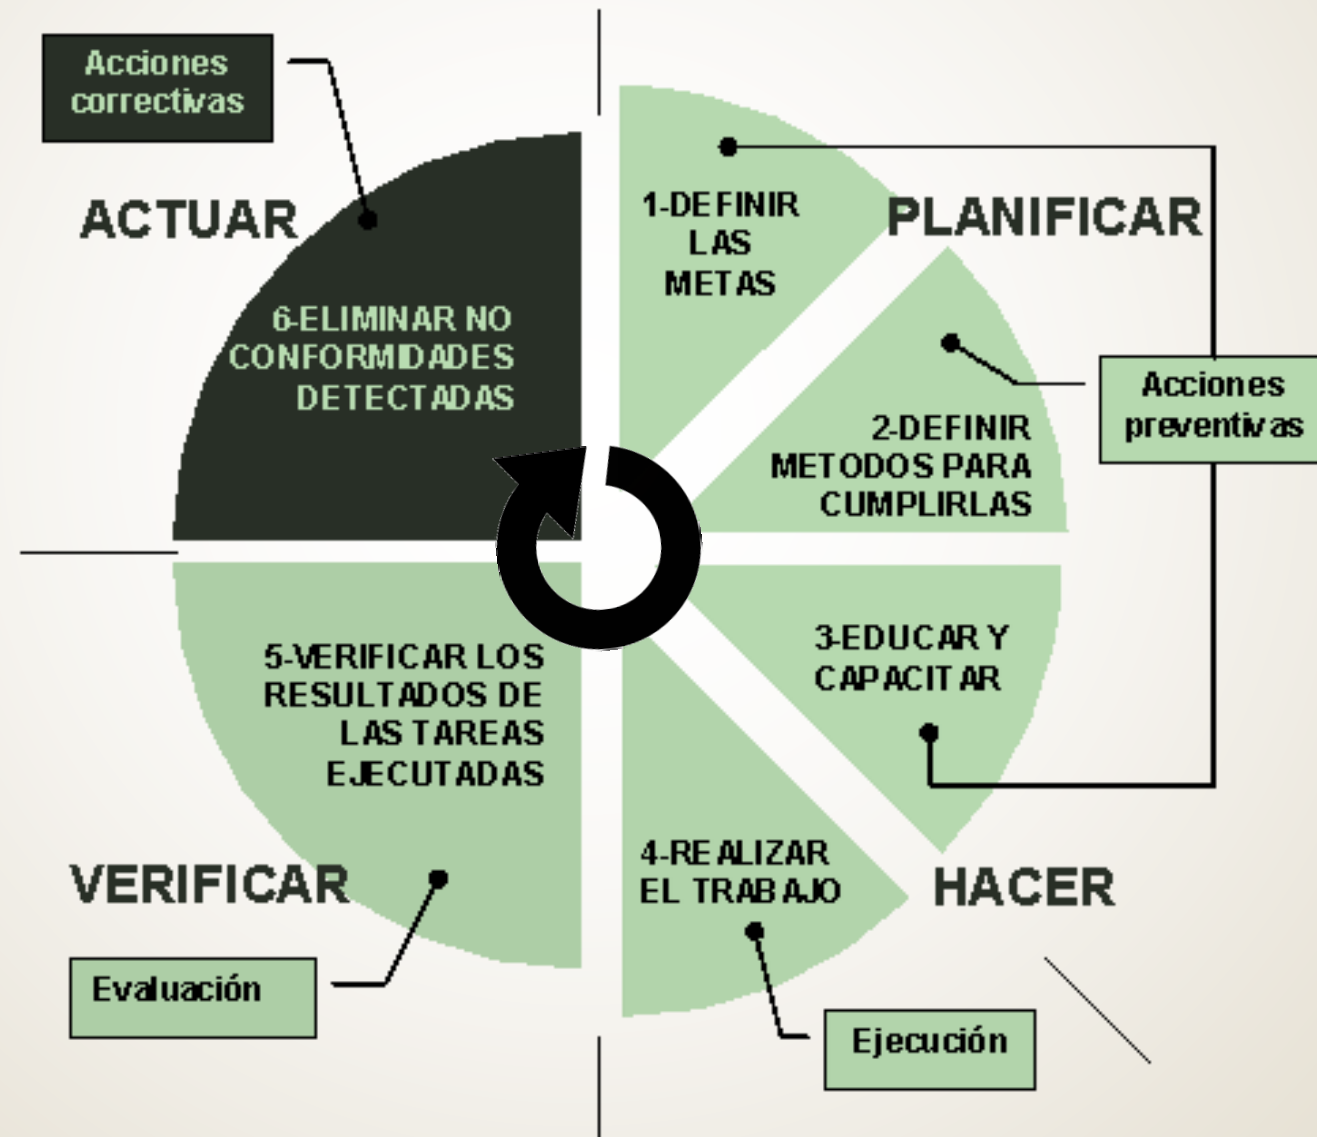 Acciones
correctivas
ACTUAR
6-ELIMINAR NO
CONFORMIDADES
DETECTADAS
1-DEFINIR
LAS
METAS
PLANIFICAR
2-DEFINIR
METODOS PARA
CUMPLIRLAS
Acciones
preventivas
3-EDUCAR Y
CAPACITAR
HACER
4-REALIZAR
EL TRABAJO
Ejecución
5-VERIFICAR LOS
RESULTADOS DE
LAS TAREAS
EJECUTADAS
VERIFICAR
Evaluación